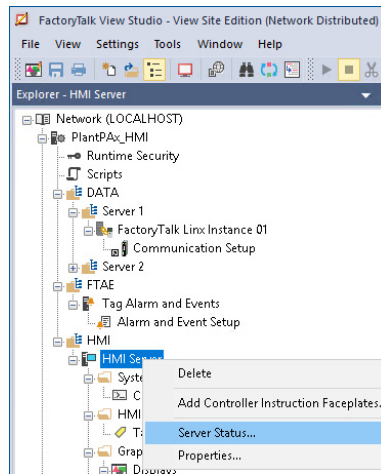 FactoryTalk View Studio - View Site Edition (Network Distributed)
File View Settings Tools Window Help
Explorer - HMI Server
Network (LOCALHOST)
PlantPAx_HMI
Runtime Security
Scripts
DATA
Server 1
FactoryTalk Linx Instance 01
Communication Setup
Server 2
FTAE
Tag Alarm and Events
Alarm and Event Setup
HMI
HMI Server
Delete
Add Controller Instruction Faceplates.
Server Status...
Properties...
HMI
Displays